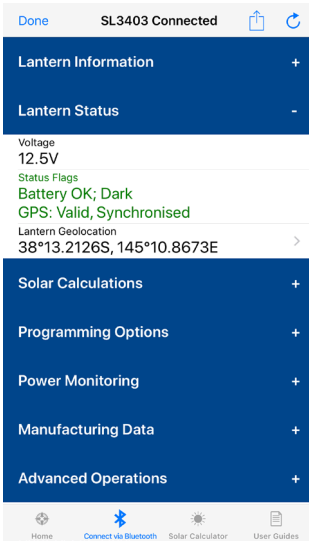 Done SL3403 Connected
Lantern Information +
Lantern Status -
Voltage
12.5V
Status Flags
Battery OK; Dark
GPS: Valid, Synchronised
Lantern Geolocation
38°13.2126S, 145°10.8673E
Solar Calculations +
Programming Options +
Power Monitoring +
Manufacturing Data +
Advanced Operations +
Home Connect via Bluetooth Solar Calculator User Guides